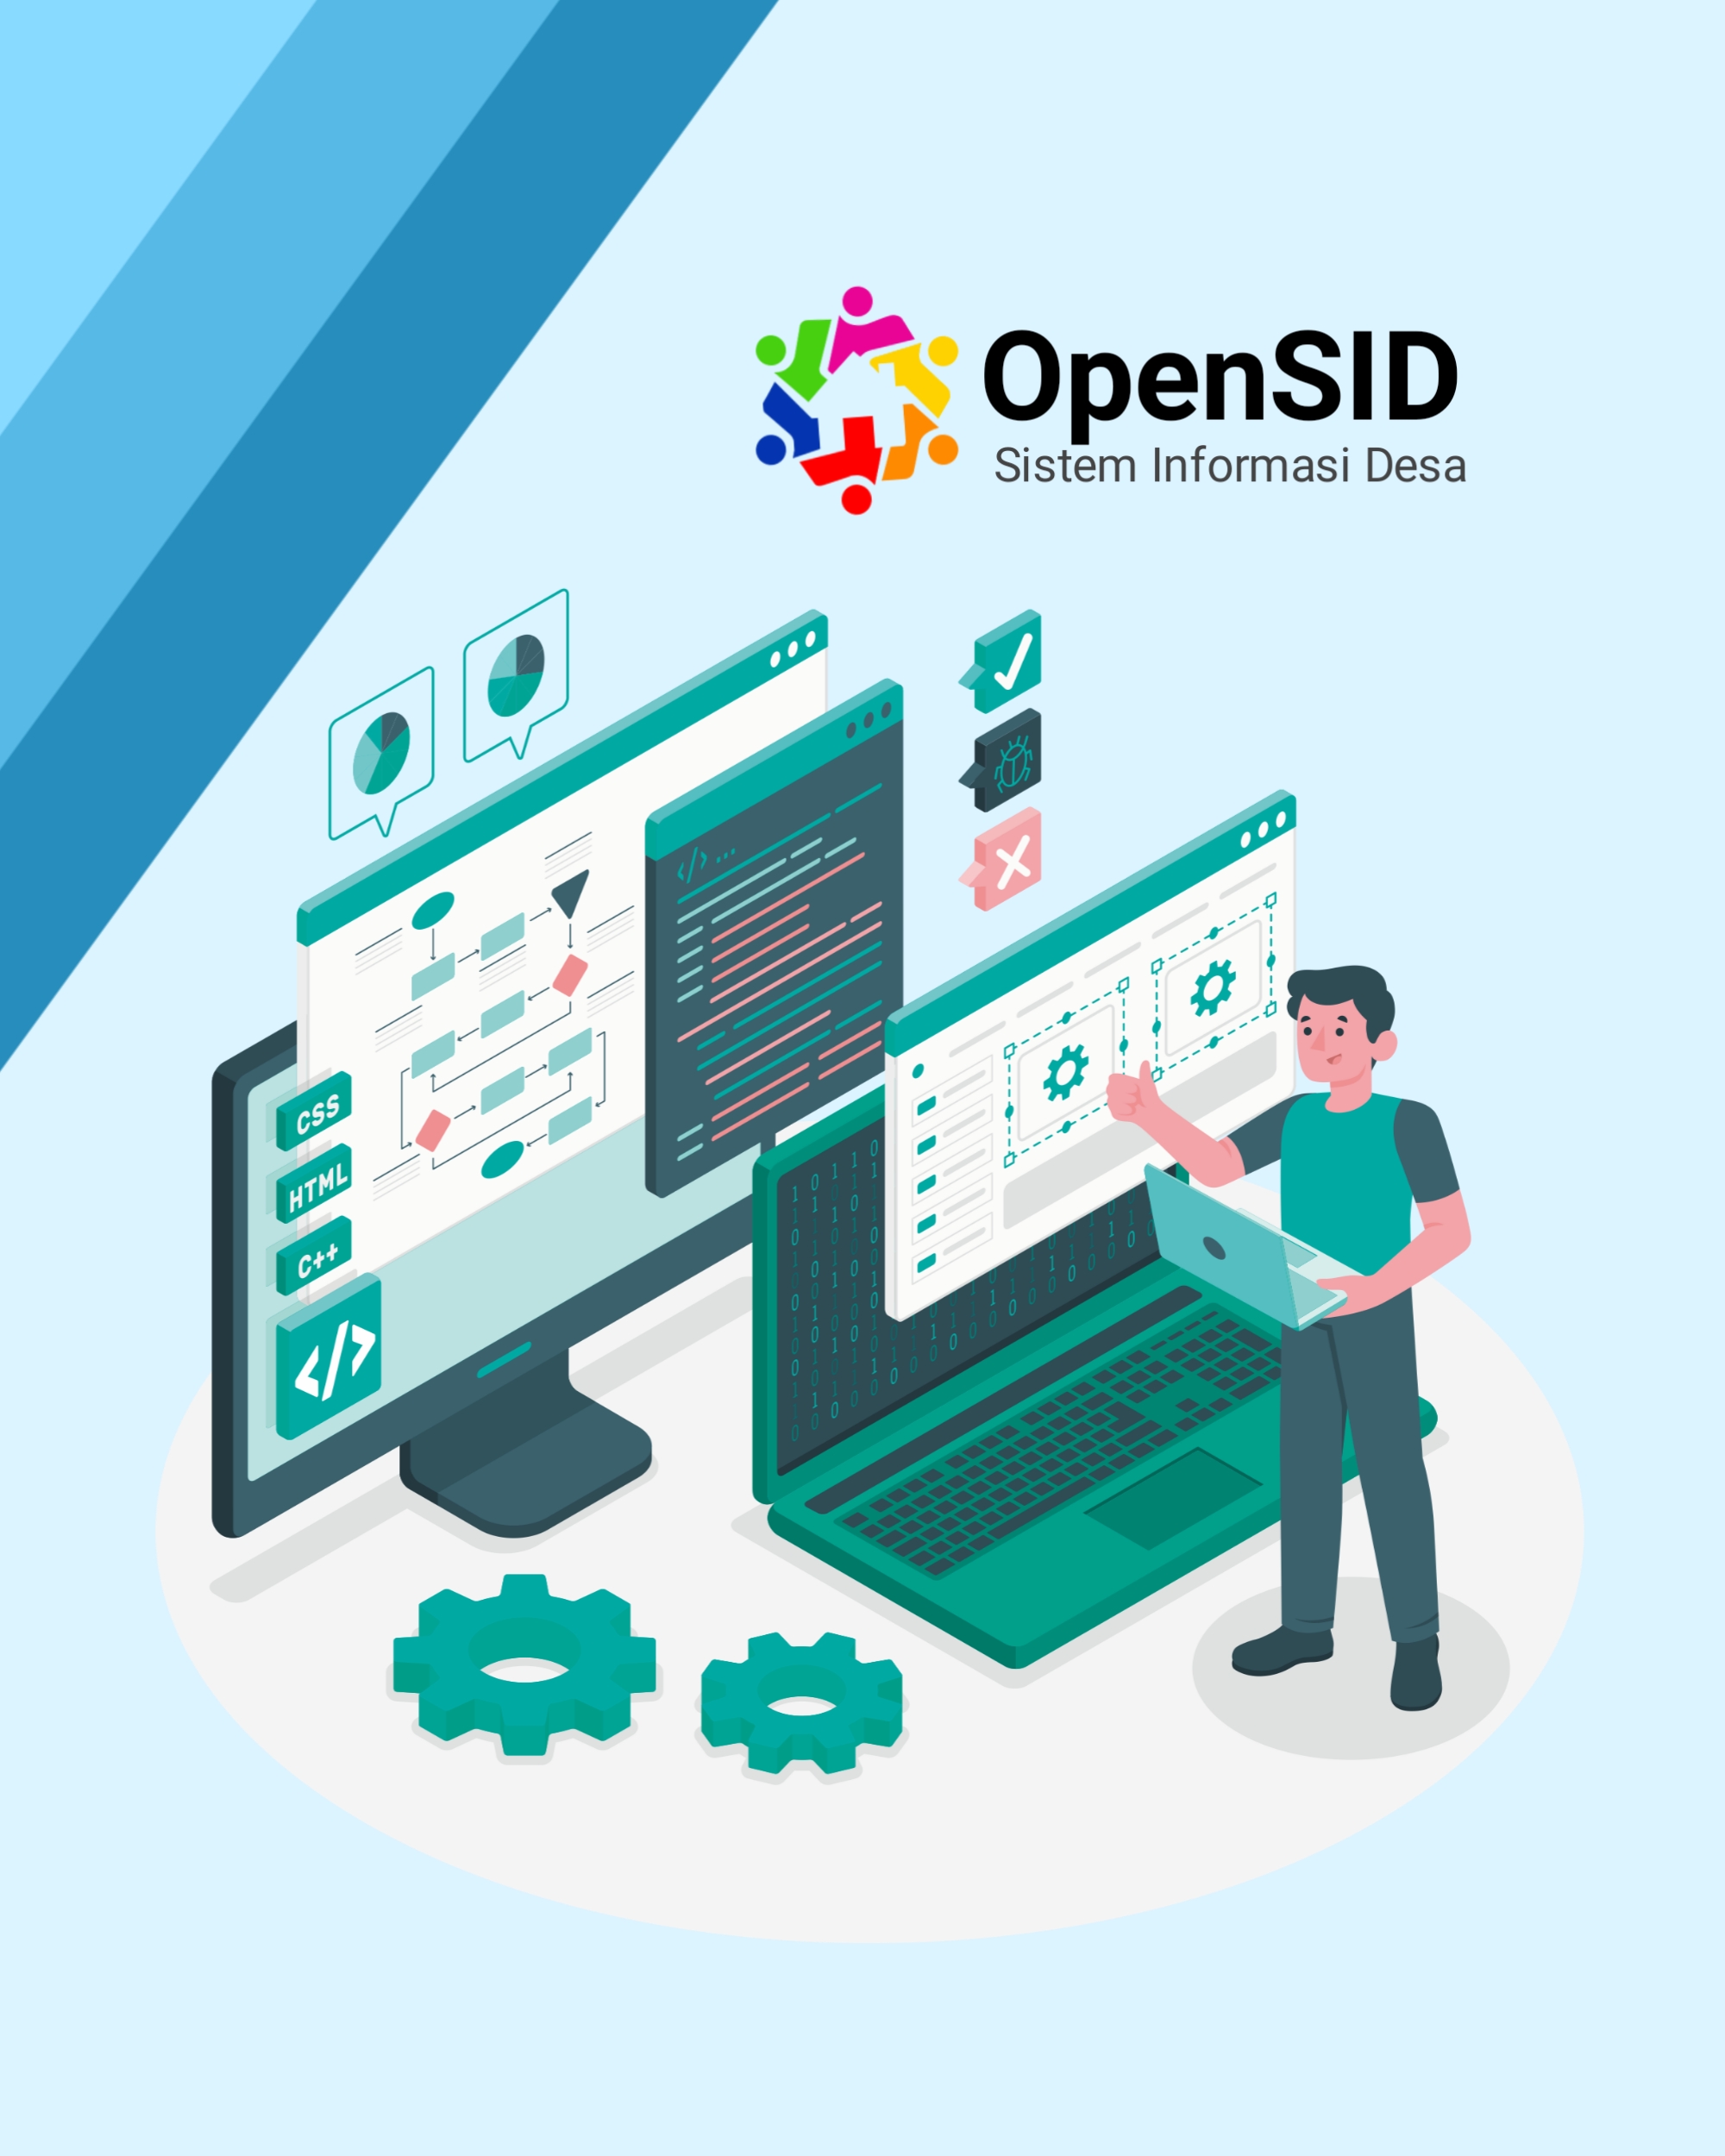 OpenSID
Sistem Informasi Desa
</> ...
CSS
HTML
C++
</>